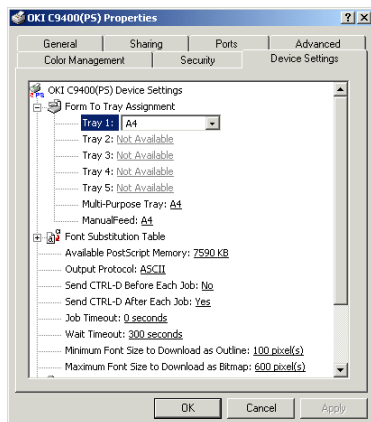 OKI C9400(PS) Properties
General Sharing Ports Advanced
Color Management Security Device Settings
OKI C9400(PS) Device Settings
Form To Tray Assignment
Tray 1: A4
Tray 2: Not Available
Tray 3: Not Available
Tray 4: Not Available
Tray 5: Not Available
Multi-Purpose Tray: A4
ManualFeed: A4
Font Substitution Table
Available PostScript Memory: 7590 KB
Output Protocol: ASCII
Send CTRL-D Before Each Job: No
Send CTRL-D After Each Job: Yes
Job Timeout: 0 seconds
Wait Timeout: 300 seconds
Minimum Font Size to Download as Outline: 100 pixel(s)
Maximum Font Size to Download as Bitmap: 600 pixel(s)
OK Cancel Apply